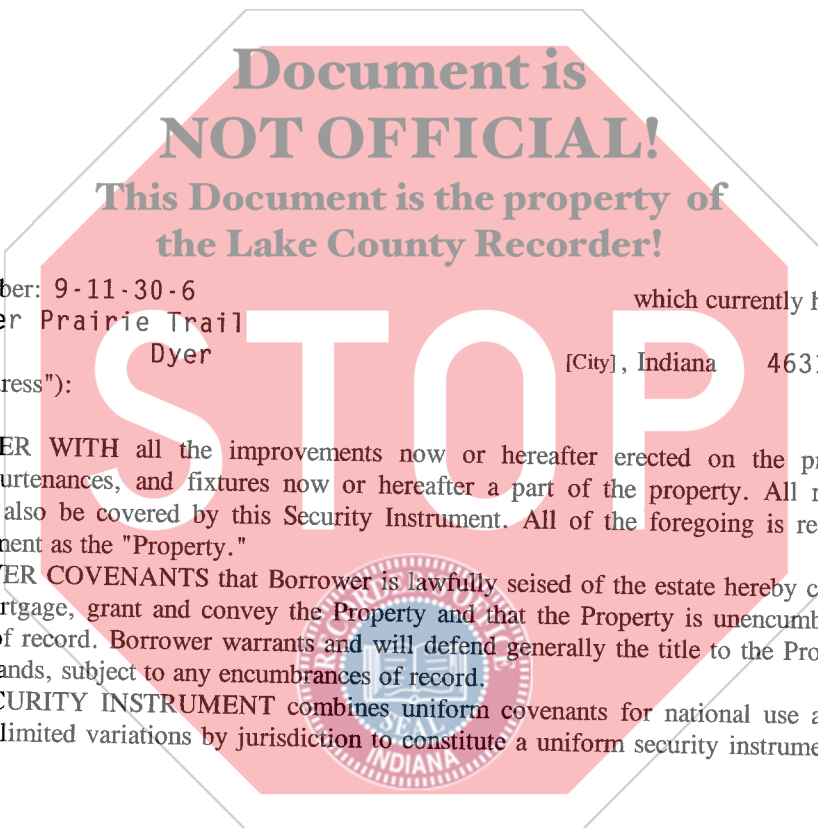 Document is
NOT OFFICIAL!
This Document is the property of
the Lake County Recorder!
ber: 9-11-30-6
which currently h
er Prairie Trail
Dyer
[City], Indiana 4631
ress"):
STOP
ER WITH all the improvements now or hereafter erected on the pr
urtenances, and fixtures now or hereafter a part of the property. All r
also be covered by this Security Instrument. All of the foregoing is re
nent as the "Property."
ER COVENANTS that Borrower is lawfully seised of the estate hereby c
rtgage, grant and convey the Property and that the Property is unencumb
of record. Borrower warrants and will defend generally the title to the Pro
ands, subject to any encumbrances of record.
CURITY INSTRUMENT combines uniform covenants for national use a
limited variations by jurisdiction to constitute a uniform security instrume
SEAL
INDIANA